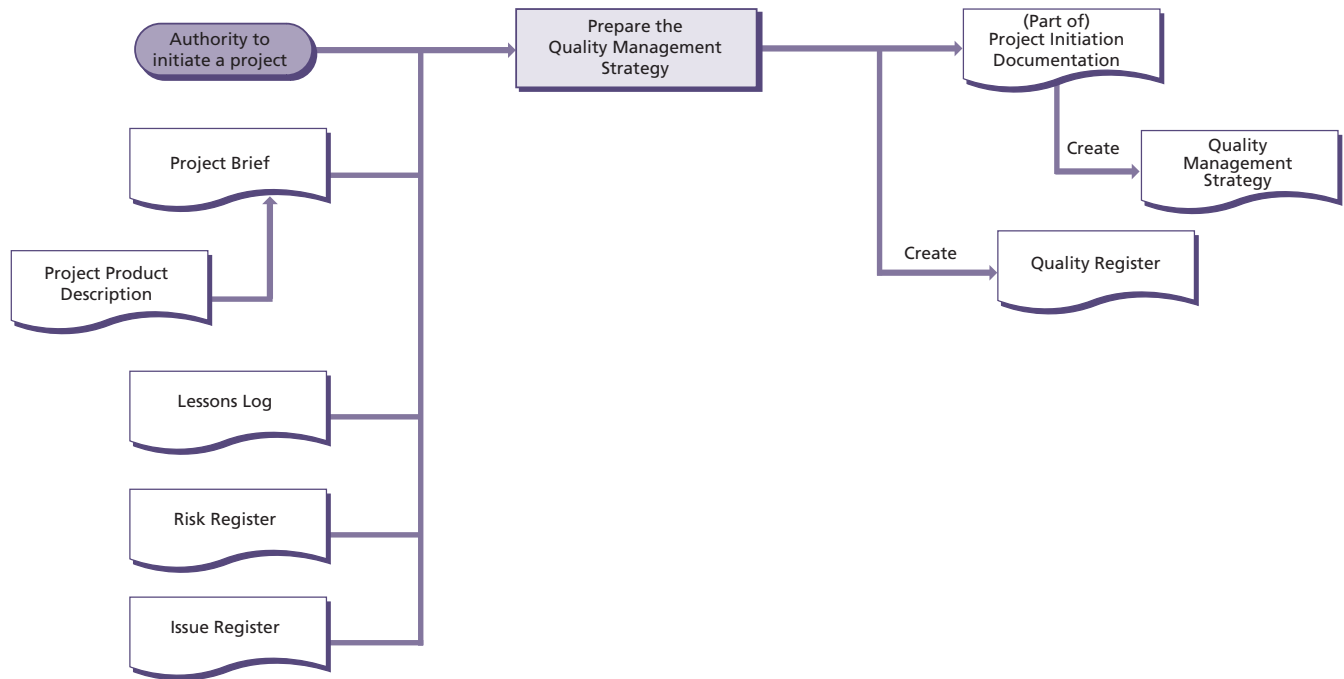 Authority to
initiate a project
Prepare the
Quality Management
Strategy
(Part of)
Project Initiation
Documentation
Project Brief
Create
Quality
Management
Strategy
Project Product
Description
Create
Quality Register
Lessons Log
Risk Register
Issue Register